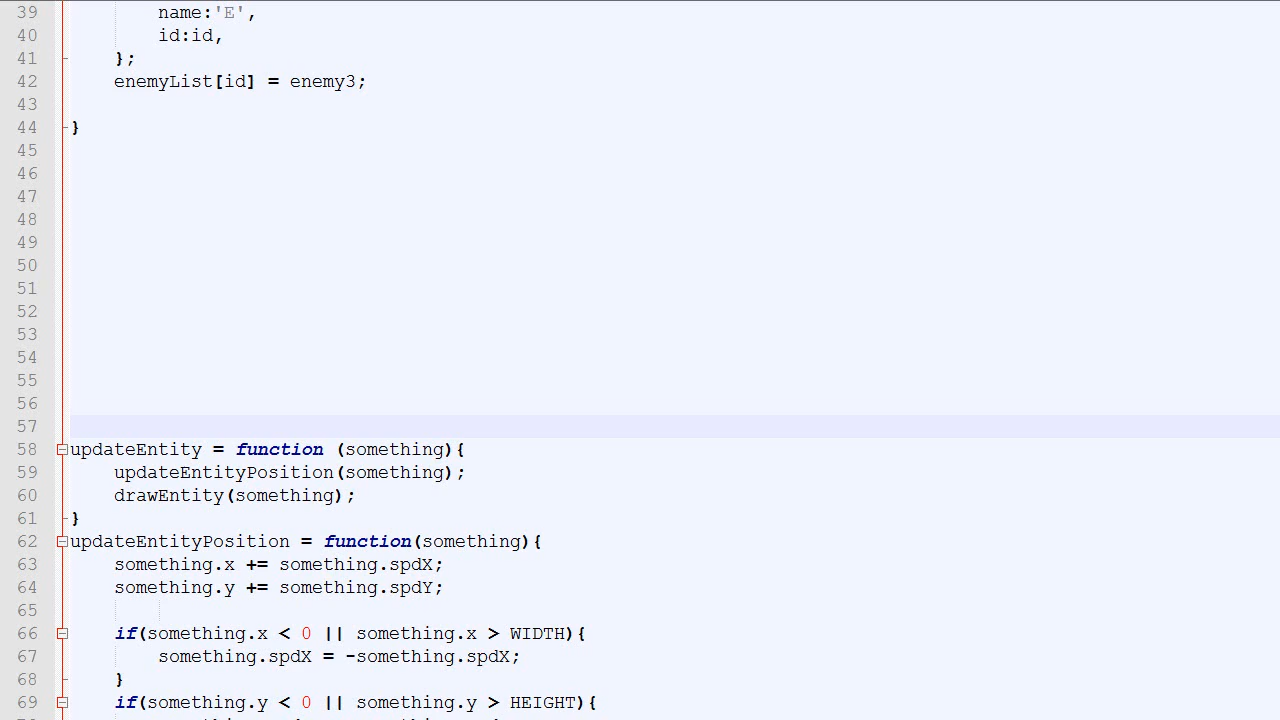 39 name:'E',
40 id:id,
41 };
42 enemyList[id] = enemy3;
43
44 }
45
46
47
48
49
50
51
52
53
54
55
56
57
58 updateEntity = function (something){
59 updateEntityPosition(something);
60 drawEntity(something);
61 }
62 updateEntityPosition = function(something){
63 something.x += something.spdX;
64 something.y += something.spdY;
65
66 if(something.x < 0 || something.x > WIDTH){
67 something.spdX = -something.spdX;
68 }
69 if(something.y < 0 || something.y > HEIGHT){